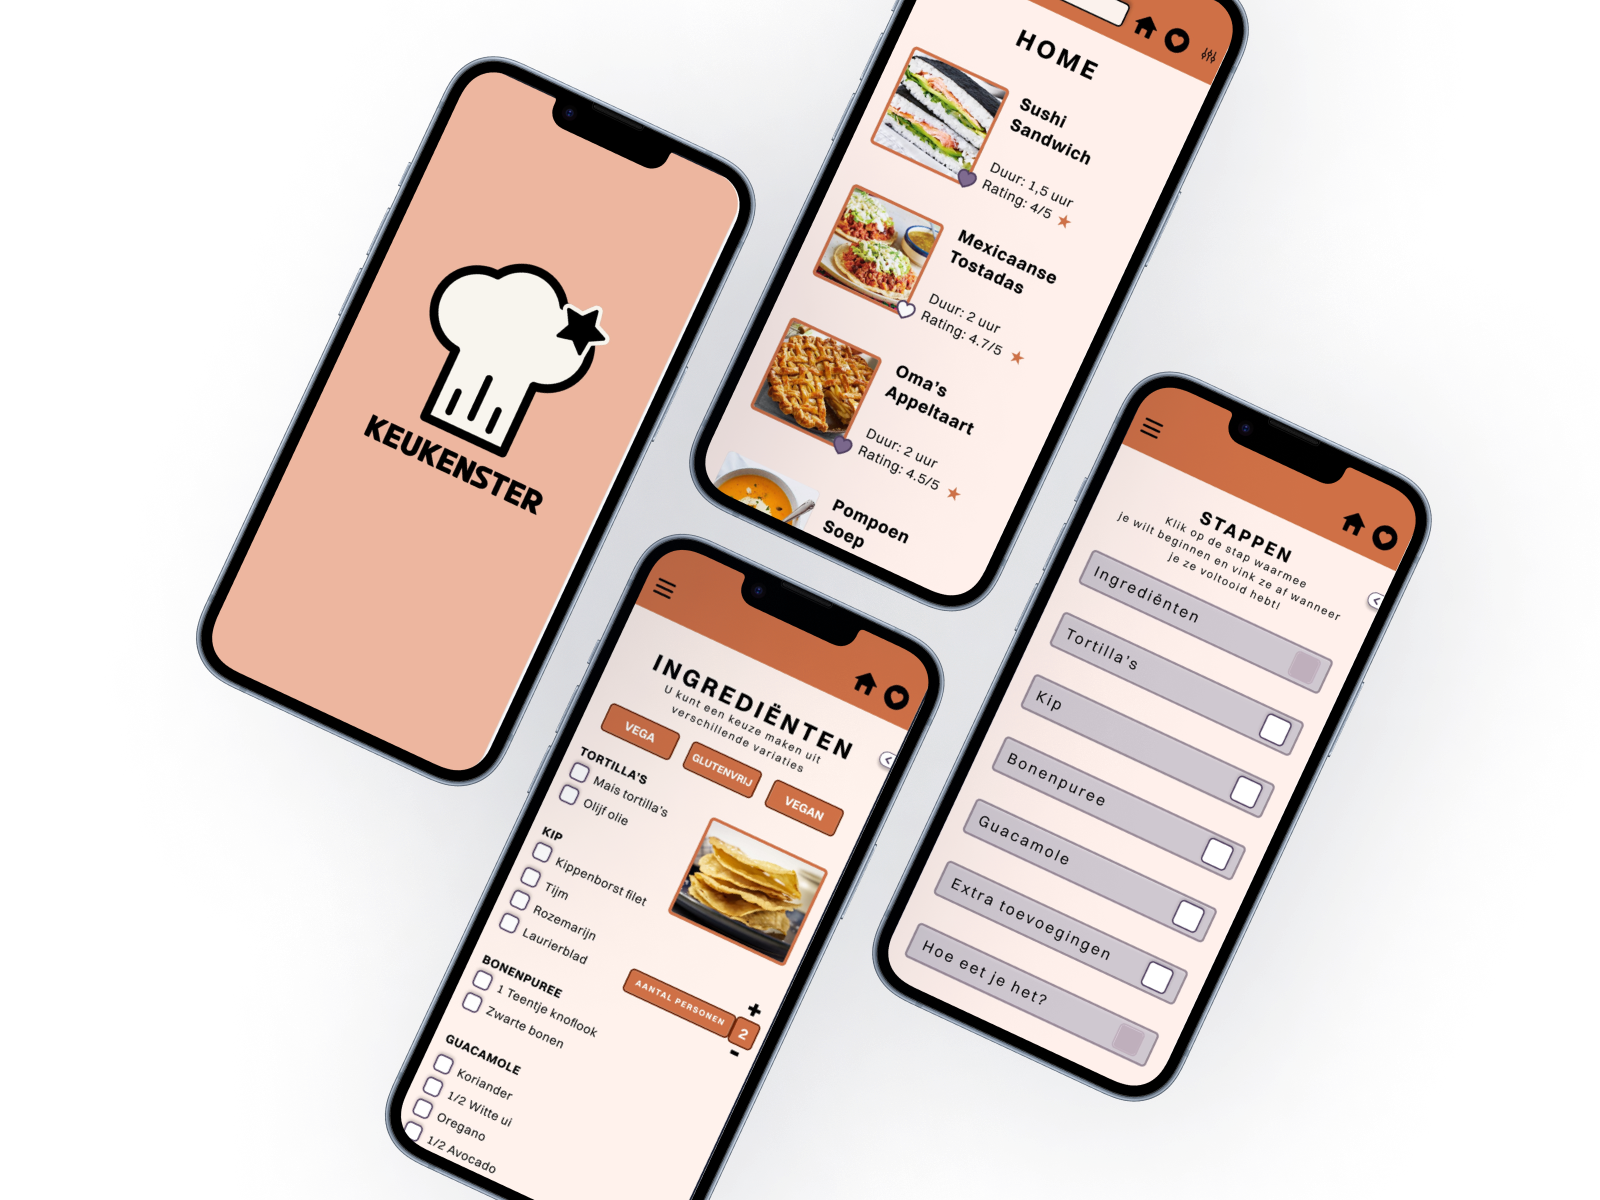 KEUKENSTER
HOME
Sushi
Sandwich
Duur: 1,5 uur
Rating: 4/5
Mexicaanse
Tostadas
Duur: 2 uur
Rating: 4.7/5
Oma's
Appeltaart
Duur: 2 uur
Rating: 4.5/5
Pompoen
Soep
INGREDIËNTEN
U kunt een keuze maken uit
verschillende variaties
VEGA
GLUTENVRIJ
VEGAN
TORTILLA'S
Mais tortilla's
Olijf olie
KIP
Kippenborst filet
Tijm
Rozemarijn
Laurierblad
BONENPUREE
1 Teentje knoflook
Zwarte bonen
AANTAL PERSONEN
+
2
-
GUACAMOLE
Koriander
1/2 Witte ui
Oregano
1/2 Avocado
STAPPEN
Klik op de stap waarmee
je wilt beginnen en vink ze af wanneer
je ze voltooid hebt!
Ingrediënten
Tortilla's
Kip
Bonenpuree
Guacamole
Extra toevoegingen
Hoe eet je het?